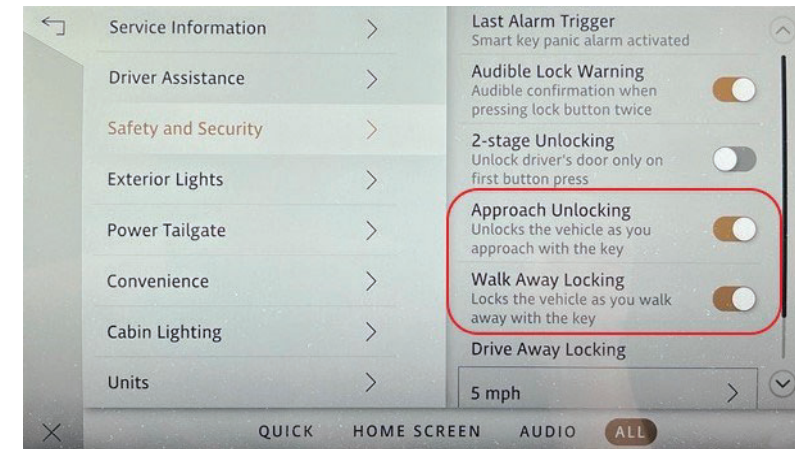 Service Information
Driver Assistance
Safety and Security
Exterior Lights
Power Tailgate
Convenience
Cabin Lighting
Units
Last Alarm Trigger
Smart key panic alarm activated
Audible Lock Warning
Audible confirmation when
pressing lock button twice
2-stage Unlocking
Unlock driver's door only on
first button press
Approach Unlocking
Unlocks the vehicle as you
approach with the key
Walk Away Locking
Locks the vehicle as you walk
away with the key
Drive Away Locking
5 mph
QUICK HOME SCREEN AUDIO ALL